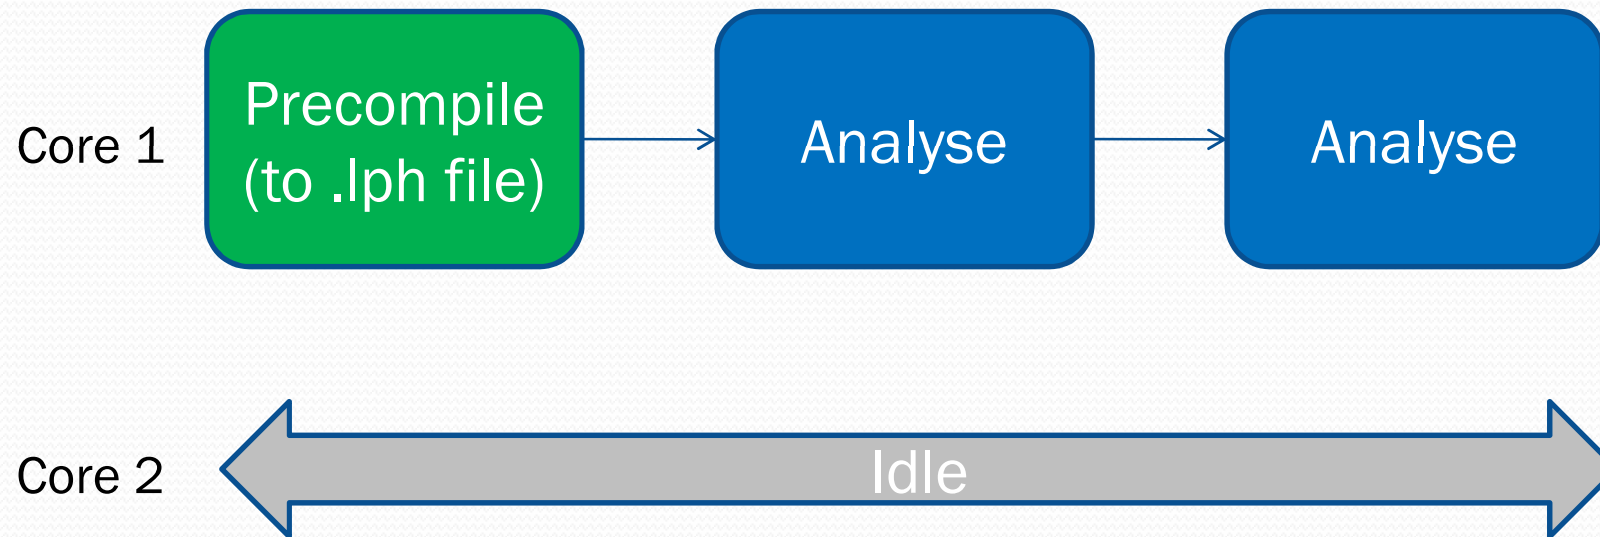 Core 1
Precompile
(to .lph file)
Analyse
Analyse
Core 2
Idle